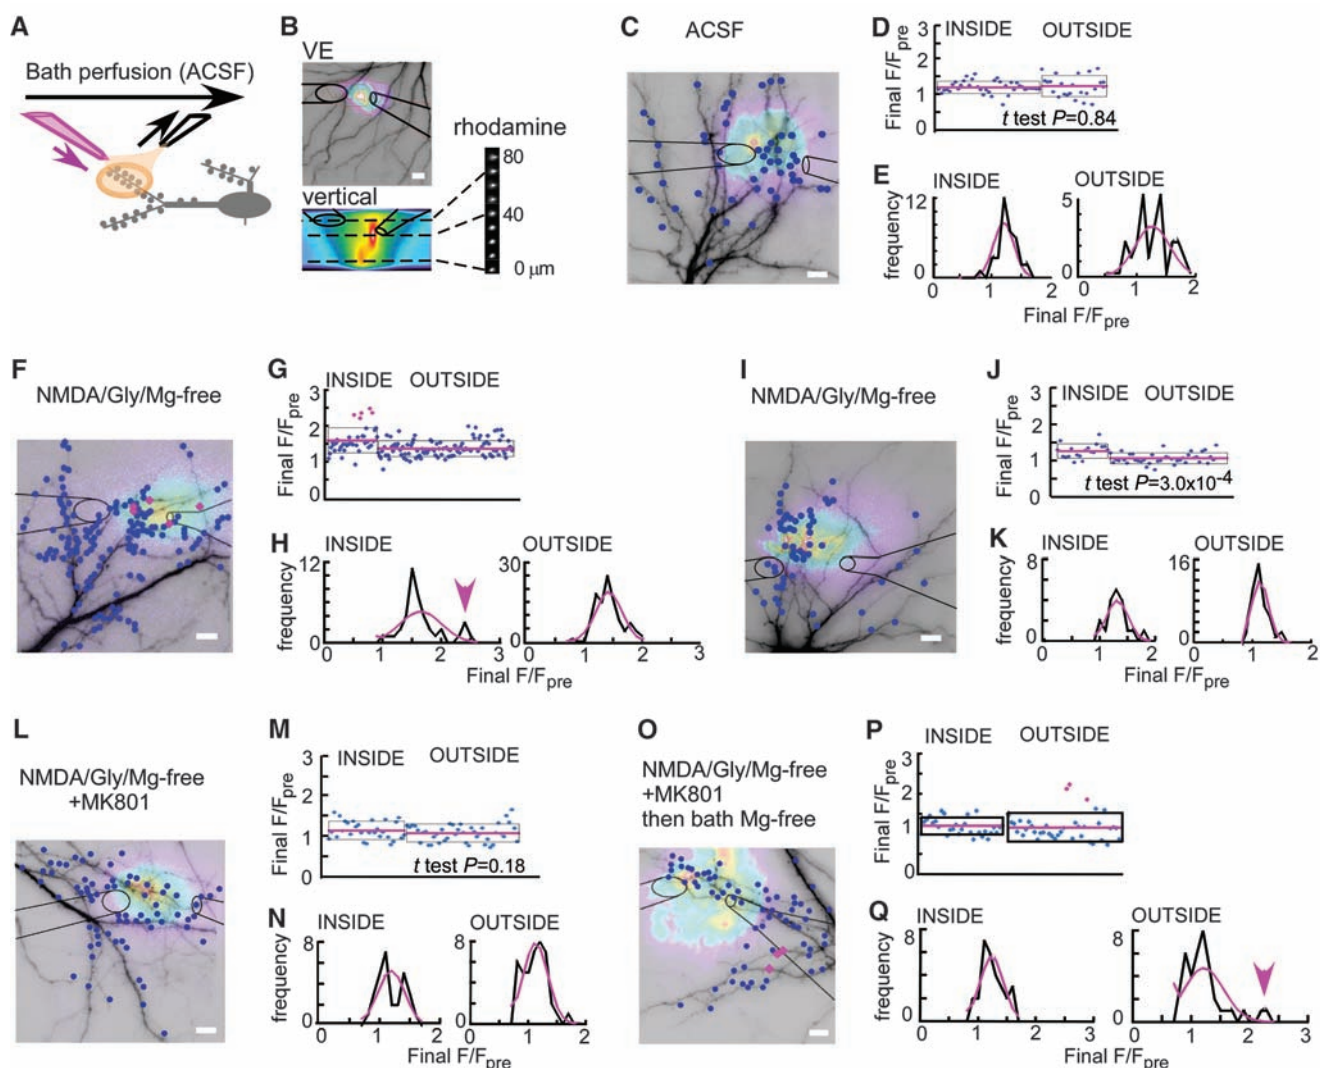 A
Bath perfusion (ACSF)
B
VE
vertical
rhodamine
80
40
0 μm
C
ACSF
D
INSIDE OUTSIDE
Final F/Fpre
3
2
1
0
t test P=0.84
E
INSIDE OUTSIDE
frequency
12
0
5
0
0 1 2
0 1 2
Final F/Fpre
F
NMDA/Gly/Mg-free
G
INSIDE OUTSIDE
Final F/Fpre
3
2
1
0
H
INSIDE OUTSIDE
frequency
12
0
30
0
0 1 2 3
0 1 2 3
Final F/Fpre
I
NMDA/Gly/Mg-free
J
INSIDE OUTSIDE
Final F/Fpre
3
2
1
0
t test P=3.0x10-4
K
INSIDE OUTSIDE
frequency
8
0
16
0
0 1 2
0 1 2
Final F/Fpre
L
NMDA/Gly/Mg-free
+MK801
M
INSIDE OUTSIDE
Final F/Fpre
3
2
1
0
t test P=0.18
N
INSIDE OUTSIDE
frequency
8
0
8
0
0 1 2
0 1 2
Final F/Fpre
O
NMDA/Gly/Mg-free
+MK801
then bath Mg-free
P
INSIDE OUTSIDE
Final F/Fpre
3
2
1
0
Q
INSIDE OUTSIDE
frequency
8
0
8
0
0 1 2 3
0 1 2 3
Final F/Fpre